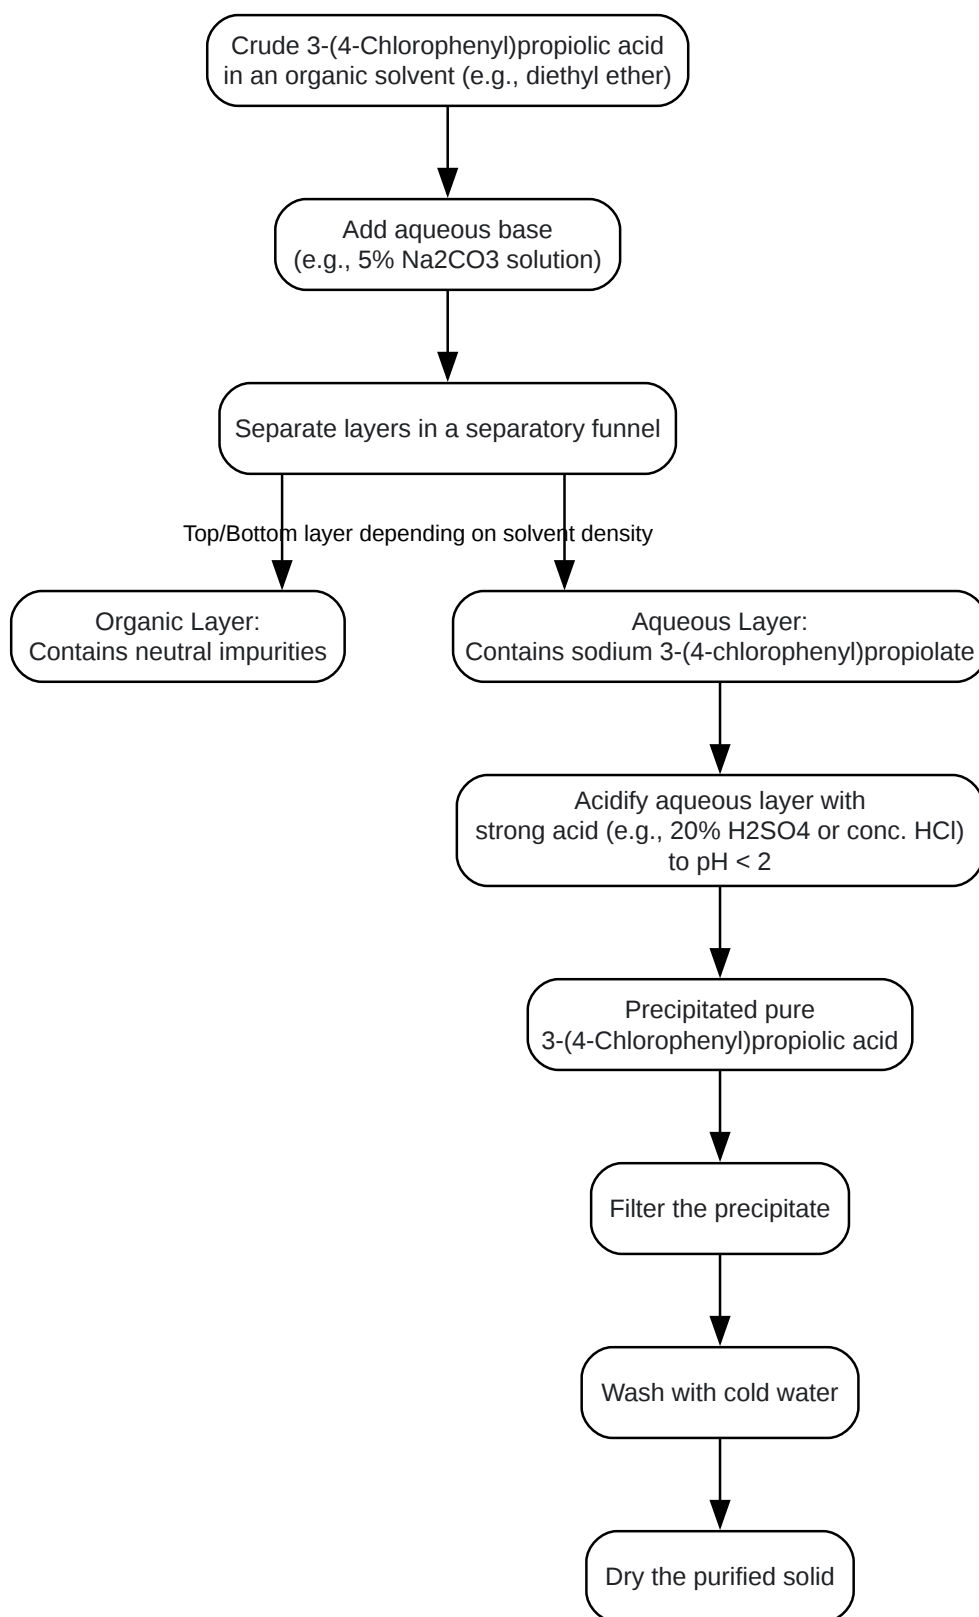 Crude 3-(4-Chlorophenyl)propiolic acid
in an organic solvent (e.g., diethyl ether)
Add aqueous base
(e.g., 5% Na2CO3 solution)
Separate layers in a separatory funnel
Top/Bottom layer depending on solvent density
Organic Layer:
Contains neutral impurities
Aqueous Layer:
Contains sodium 3-(4-chlorophenyl)propiolate
Acidify aqueous layer with
strong acid (e.g., 20% H2SO4 or conc. HCl)
to pH < 2
Precipitated pure
3-(4-Chlorophenyl)propiolic acid
Filter the precipitate
Wash with cold water
Dry the purified solid